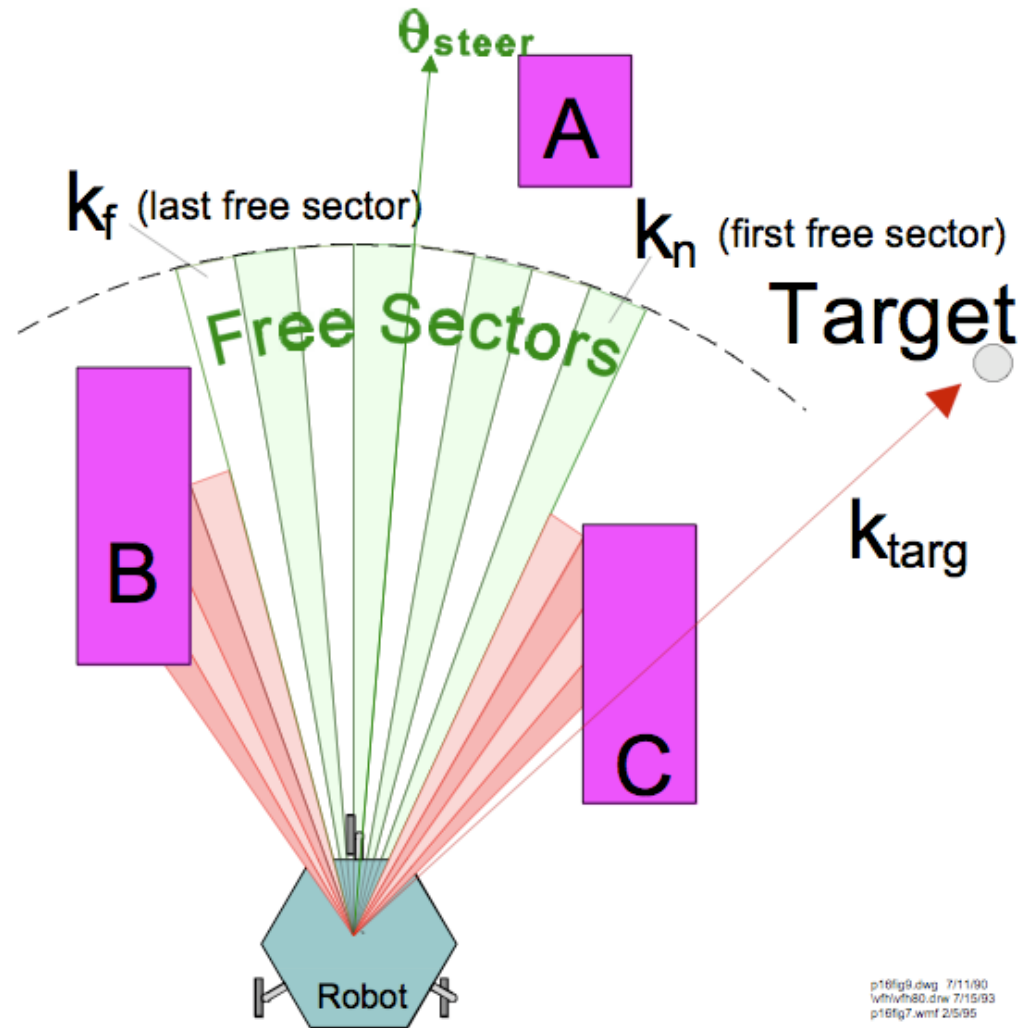 θsteer
A
kf (last free sector)
kn (first free sector)
Target
Free Sectors
B
ktarg
C
Robot
p16fig9.dwg 7/11/90
\vfh\vfh80.drw 7/15/93
p16fig7.wmf 2/5/95